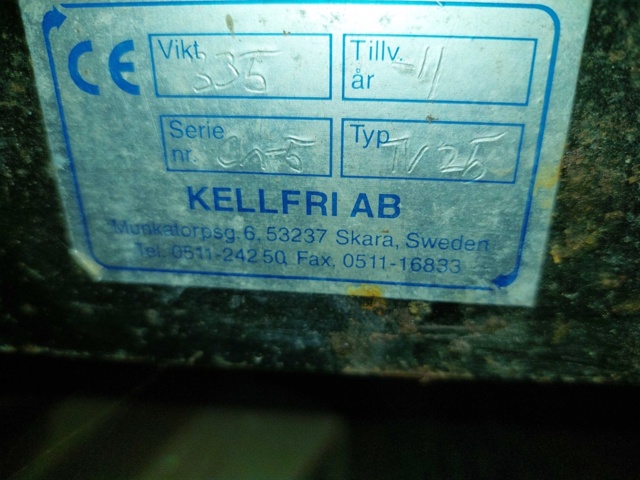 CE Vikt 335 Tillv. år -11
Serie nr. Typ TV 25
KELLFRI AB
Munkatorpsg. 6, 53237 Skara, Sweden
Tel. 0511-242 50, Fax. 0511-16833